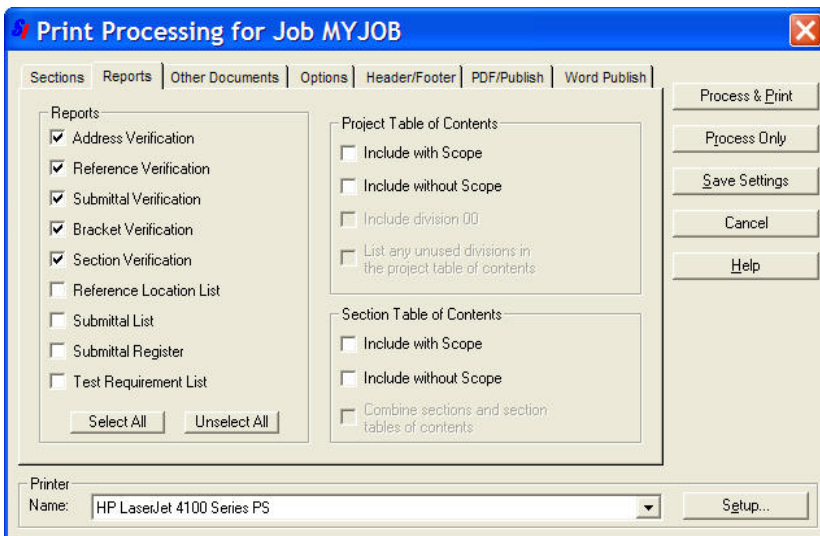 Print Processing for Job MYJOB
Sections Reports Other Documents Options Header/Footer PDF/Publish Word Publish
Reports
Address Verification
Reference Verification
Submittal Verification
Bracket Verification
Section Verification
Reference Location List
Submittal List
Submittal Register
Test Requirement List
Select All Unselect All
Project Table of Contents
Include with Scope
Include without Scope
Include division 00
List any unused divisions in
the project table of contents
Section Table of Contents
Include with Scope
Include without Scope
Combine sections and section
tables of contents
Process & Print
Process Only
Save Settings
Cancel
Help
Printer
Name: HP LaserJet 4100 Series PS Setup...